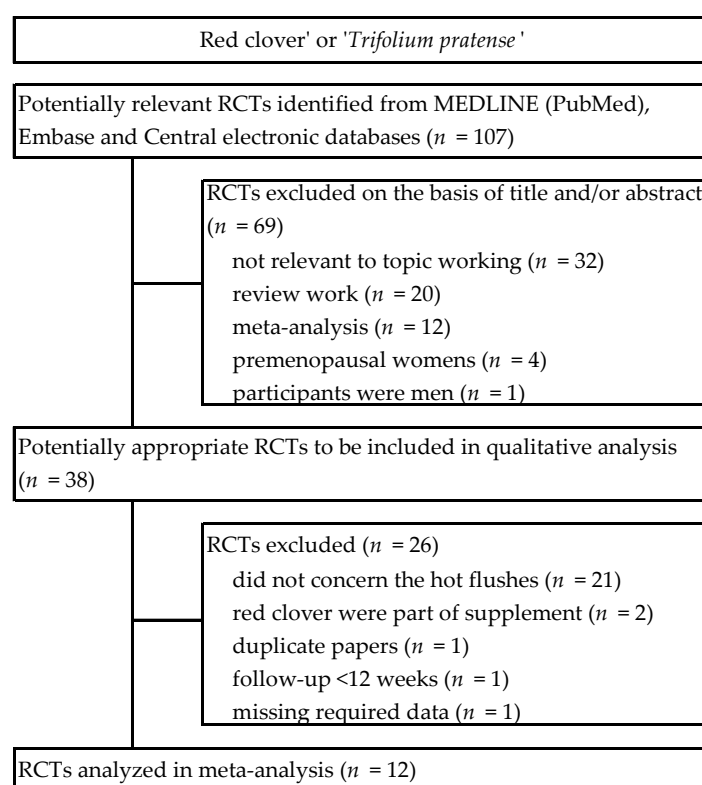 Red clover' or 'Trifolium pratense '
Potentially relevant RCTs identified from MEDLINE (PubMed),
Embase and Central electronic databases (n = 107)
RCTs excluded on the basis of title and/or abstract
(n = 69)
not relevant to topic working (n = 32)
review work (n = 20)
meta-analysis (n = 12)
premenopausal womens (n = 4)
participants were men (n = 1)
Potentially appropriate RCTs to be included in qualitative analysis
(n = 38)
RCTs excluded (n = 26)
did not concern the hot flushes (n = 21)
red clover were part of supplement (n = 2)
duplicate papers (n = 1)
follow-up <12 weeks (n = 1)
missing required data (n = 1)
RCTs analyzed in meta-analysis (n = 12)